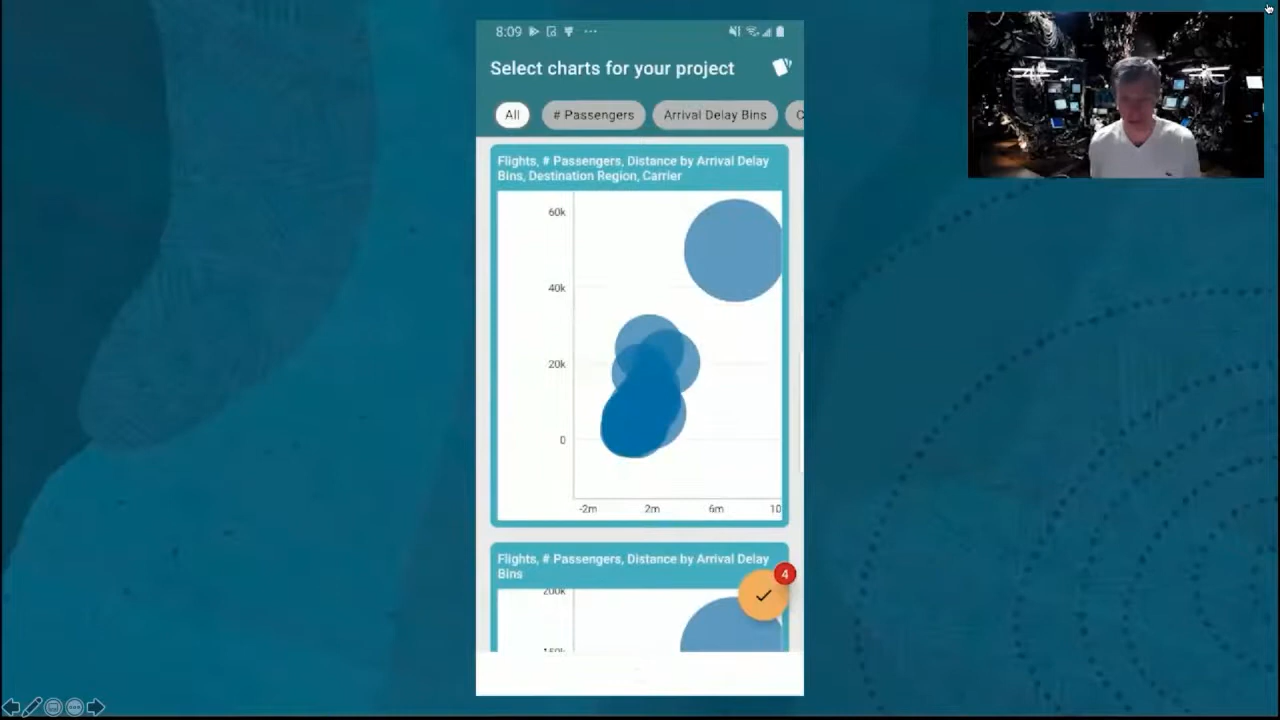 8:09
Select charts for your project
All
# Passengers
Arrival Delay Bins
C
Flights, # Passengers, Distance by Arrival Delay
Bins, Destination Region, Carrier
60k
40k
20k
0
-2m
2m
6m
10
Flights, # Passengers, Distance by Arrival Delay
Bins
4
200k